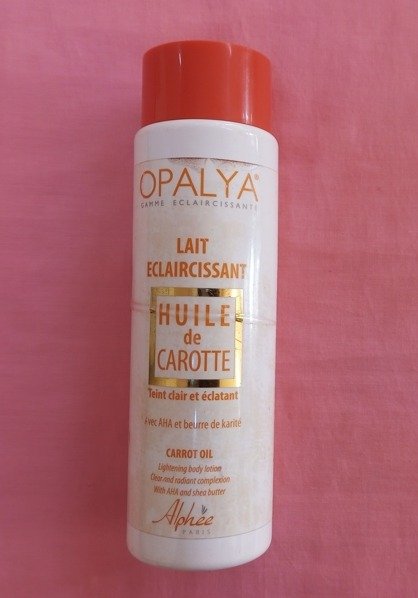 OPALYA®
GAMME ECLAIRCISSANTE
LAIT
ECLAIRCISSANT
HUILE
de
CAROTTE
Teint clair et éclatant
Avec AHA et beurre de karité
CARROT OIL
Lightening body lotion
Clear and radiant complexion
With AHA and shea butter
Alphée
PARIS